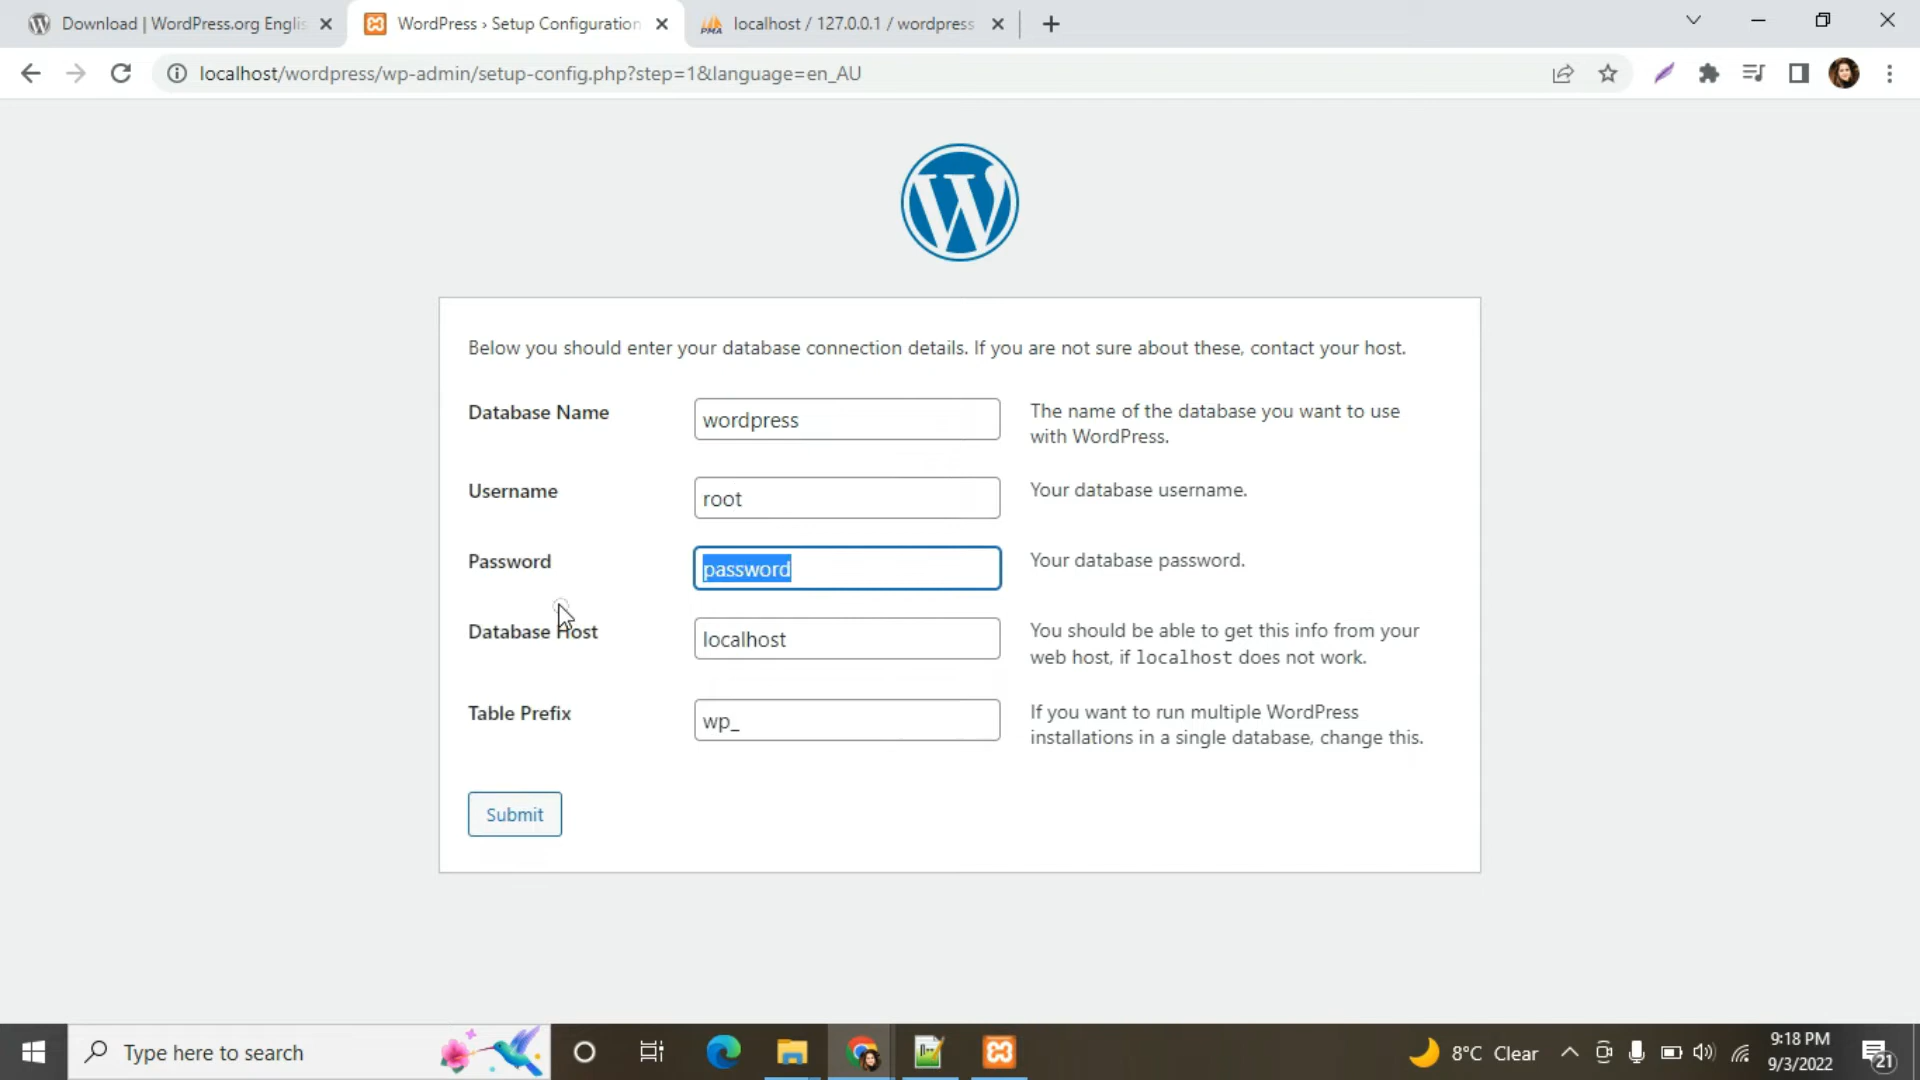 Download | WordPress.org Englis
WordPress › Setup Configuration
localhost / 127.0.0.1 / wordpress
localhost/wordpress/wp-admin/setup-config.php?step=1&language=en_AU
Below you should enter your database connection details. If you are not sure about these, contact your host.
Database Name
wordpress
The name of the database you want to use
with WordPress.
Username
root
Your database username.
Password
password
Your database password.
Database Host
localhost
You should be able to get this info from your
web host, if localhost does not work.
Table Prefix
wp_
If you want to run multiple WordPress
installations in a single database, change this.
Submit
Type here to search
8°C Clear
9:18 PM
9/3/2022
21